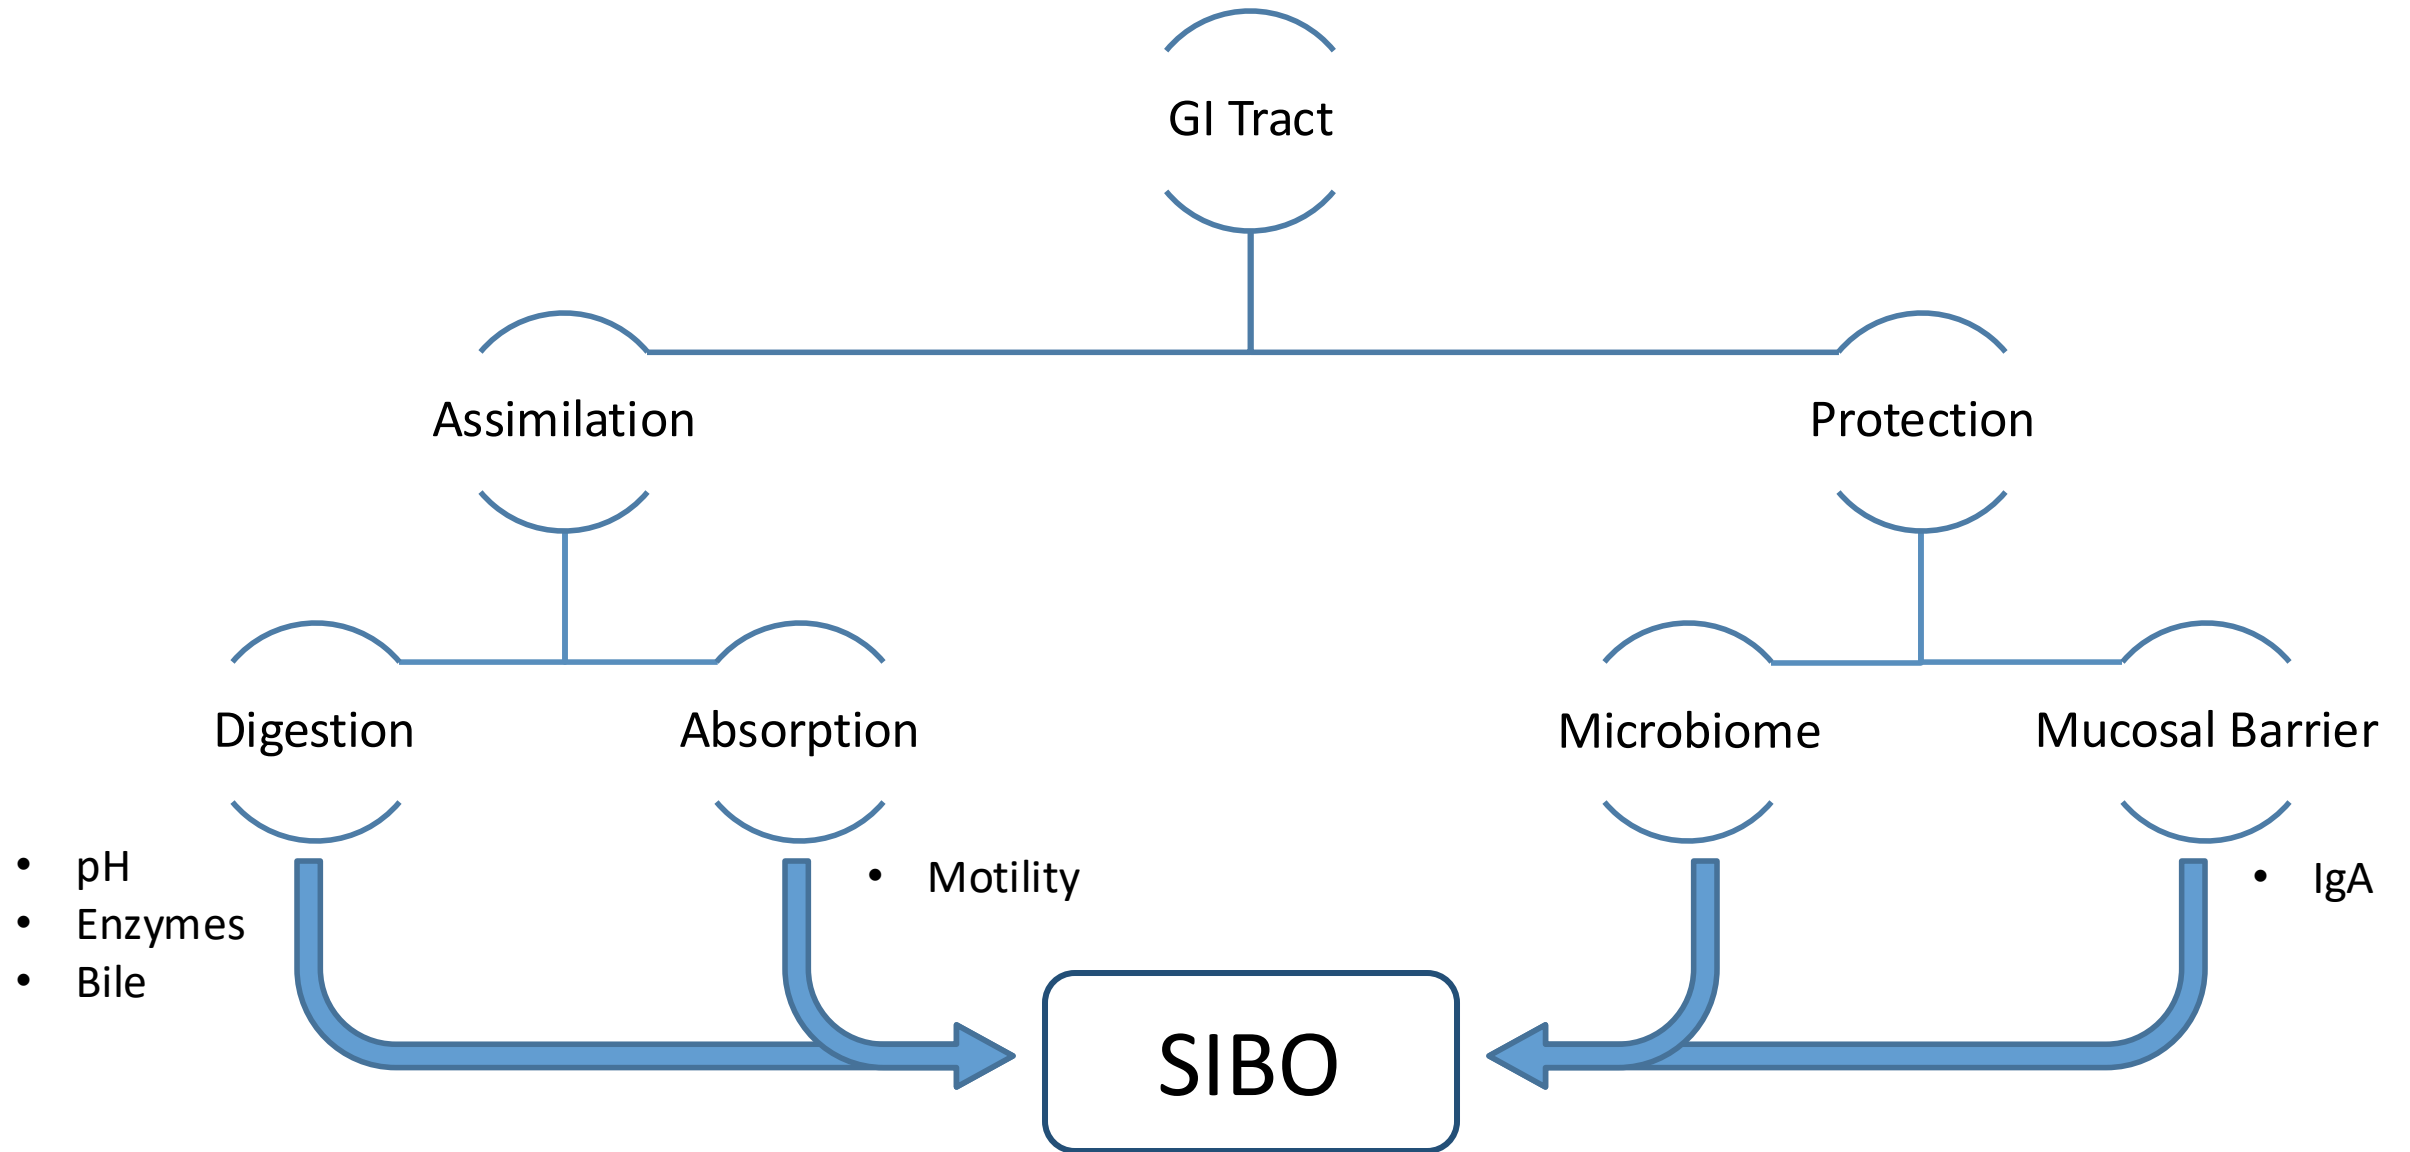 GI Tract
Assimilation
Protection
Digestion
Absorption
Microbiome
Mucosal Barrier
• pH
• Enzymes
• Bile
• Motility
• IgA
SIBO